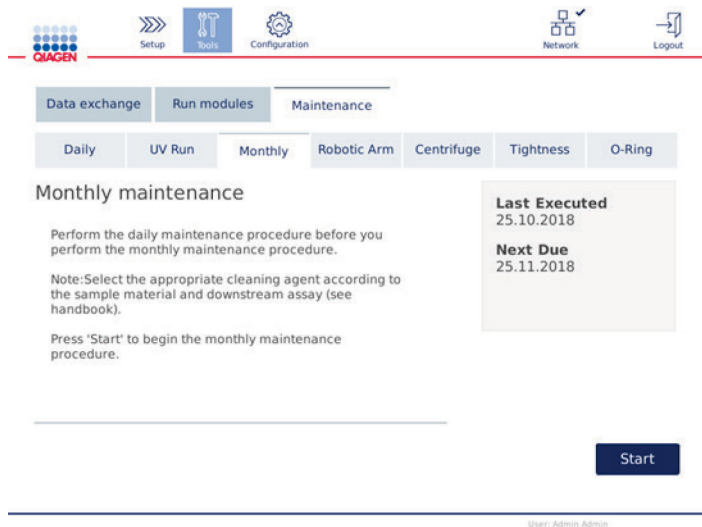 QIAGEN
Setup
Tools
Configuration
Network
Logout
Data exchange
Run modules
Maintenance
Daily
UV Run
Monthly
Robotic Arm
Centrifuge
Tightness
O-Ring
Monthly maintenance
Perform the daily maintenance procedure before you
perform the monthly maintenance procedure.
Note:Select the appropriate cleaning agent according to
the sample material and downstream assay (see
handbook).
Press 'Start' to begin the monthly maintenance
procedure.
Last Executed
25.10.2018
Next Due
25.11.2018
Start
User: Admin Admin